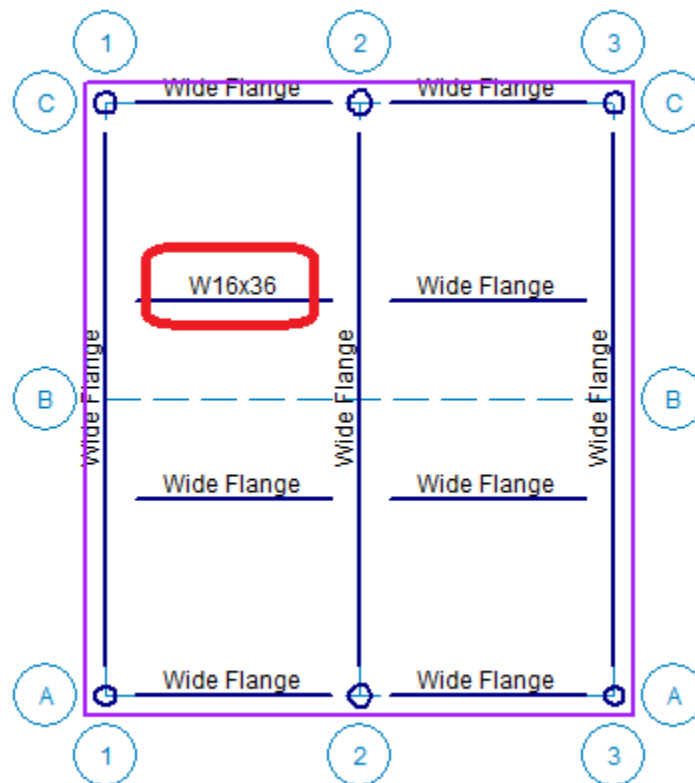 1 2 3
C Wide Flange Wide Flange C
W16x36 Wide Flange
Wide Flange Wide Flange Wide Flange
B B
Wide Flange Wide Flange
A Wide Flange Wide Flange A
1 2 3